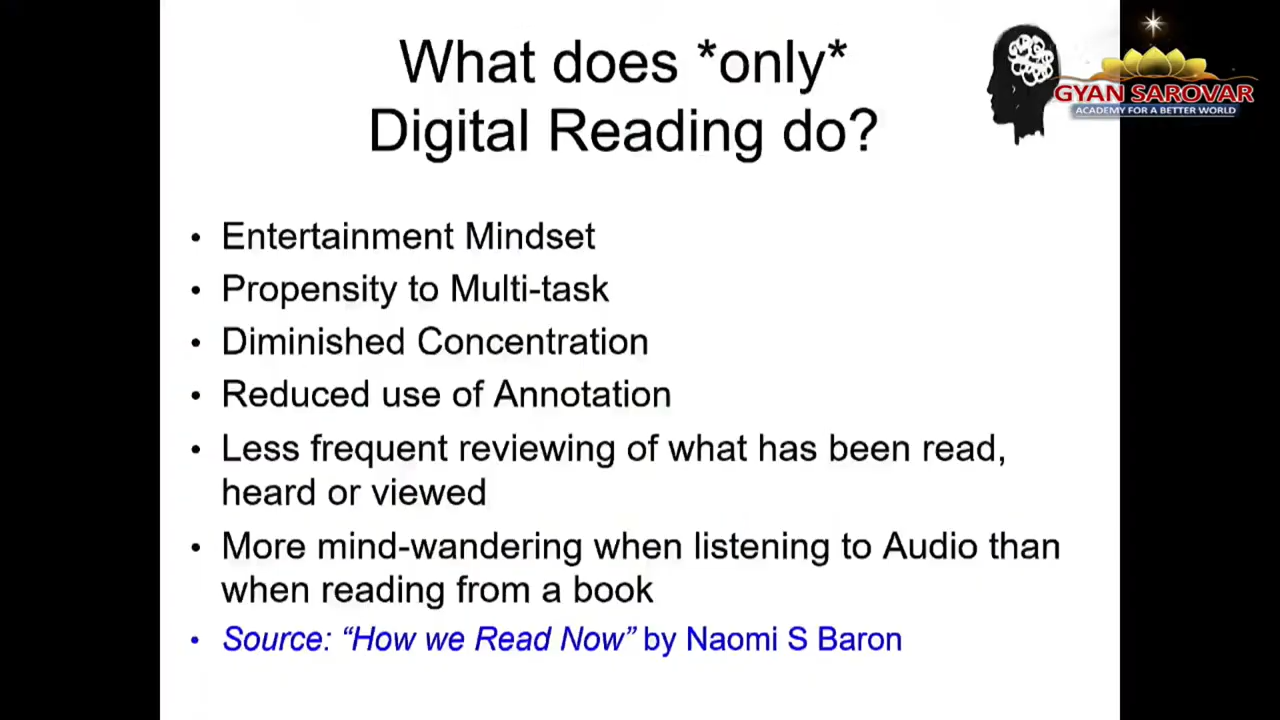 What does *only*
Digital Reading do?
GYAN SAROVAR
ACADEMY FOR A BETTER WORLD
• Entertainment Mindset
• Propensity to Multi-task
• Diminished Concentration
• Reduced use of Annotation
• Less frequent reviewing of what has been read,
heard or viewed
• More mind-wandering when listening to Audio than
when reading from a book
• Source: “How we Read Now” by Naomi S Baron